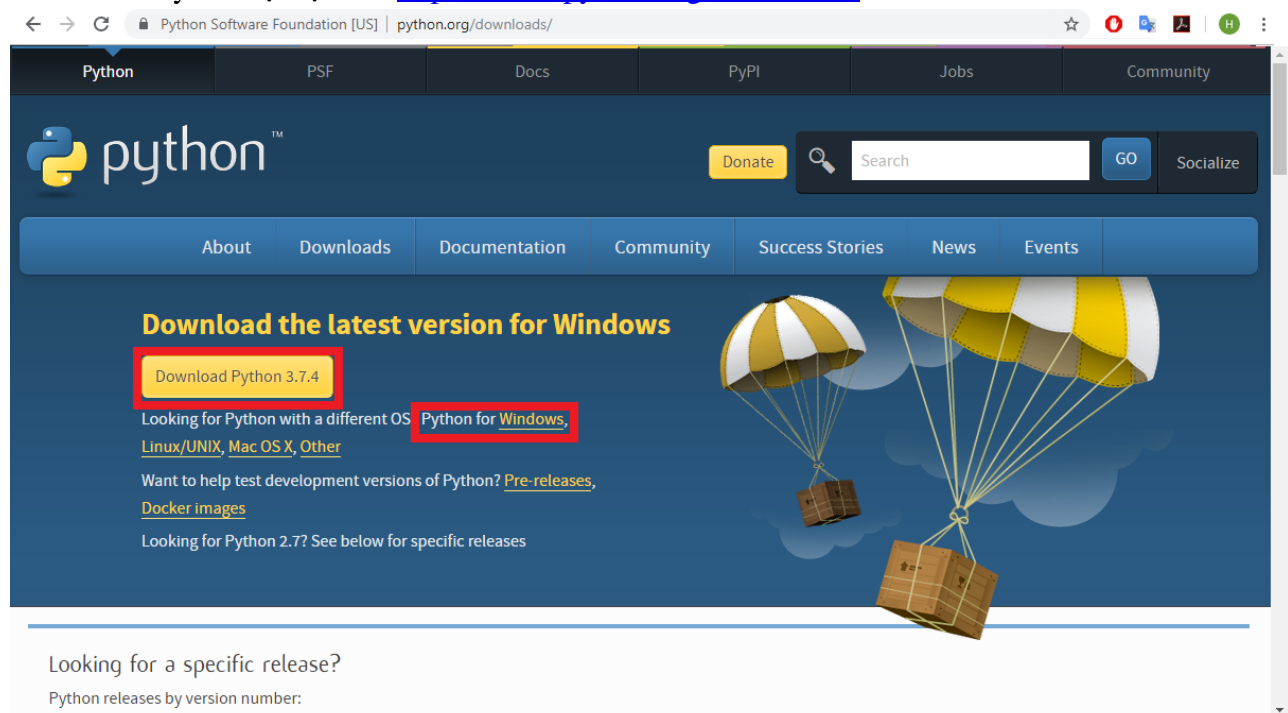 Python Software Foundation [US] | python.org/downloads/
H
Python PSF Docs PyPI Jobs Community
python™
Donate Search GO Socialize
About Downloads Documentation Community Success Stories News Events
Download the latest version for Windows
Download Python 3.7.4
Looking for Python with a different OS Python for Windows,
Linux/UNIX, Mac OS X, Other
Want to help test development versions of Python? Pre-releases,
Docker images
Looking for Python 2.7? See below for specific releases
Looking for a specific release?
Python releases by version number: